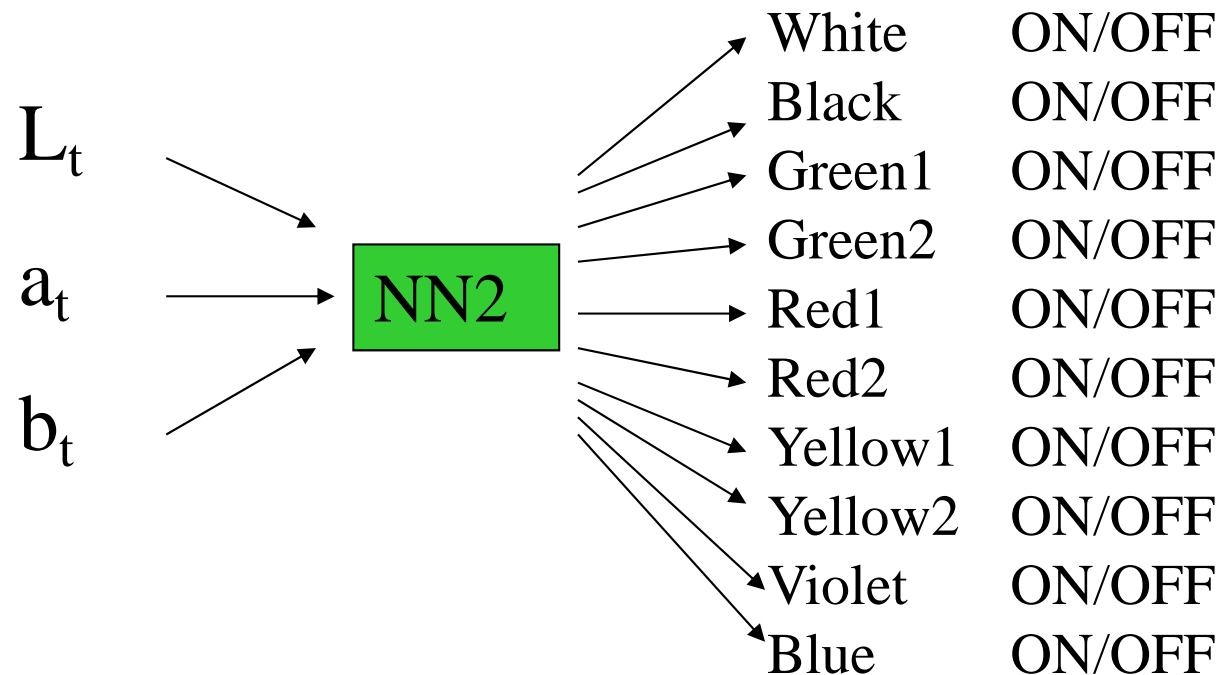 Lt
at
bt
NN2
White ON/OFF
Black ON/OFF
Green1 ON/OFF
Green2 ON/OFF
Red1 ON/OFF
Red2 ON/OFF
Yellow1 ON/OFF
Yellow2 ON/OFF
Violet ON/OFF
Blue ON/OFF